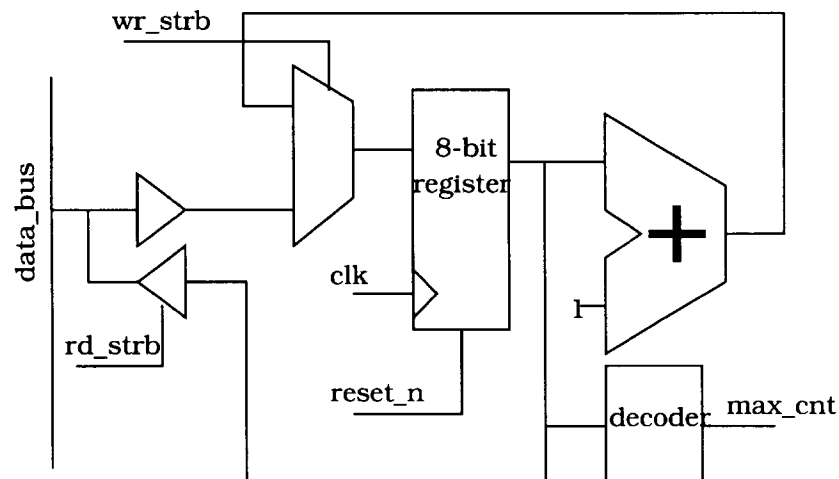 wr_strb
8-bit
register
data_bus
clk
1
rd_strb
reset_n
decoder
max_cnt